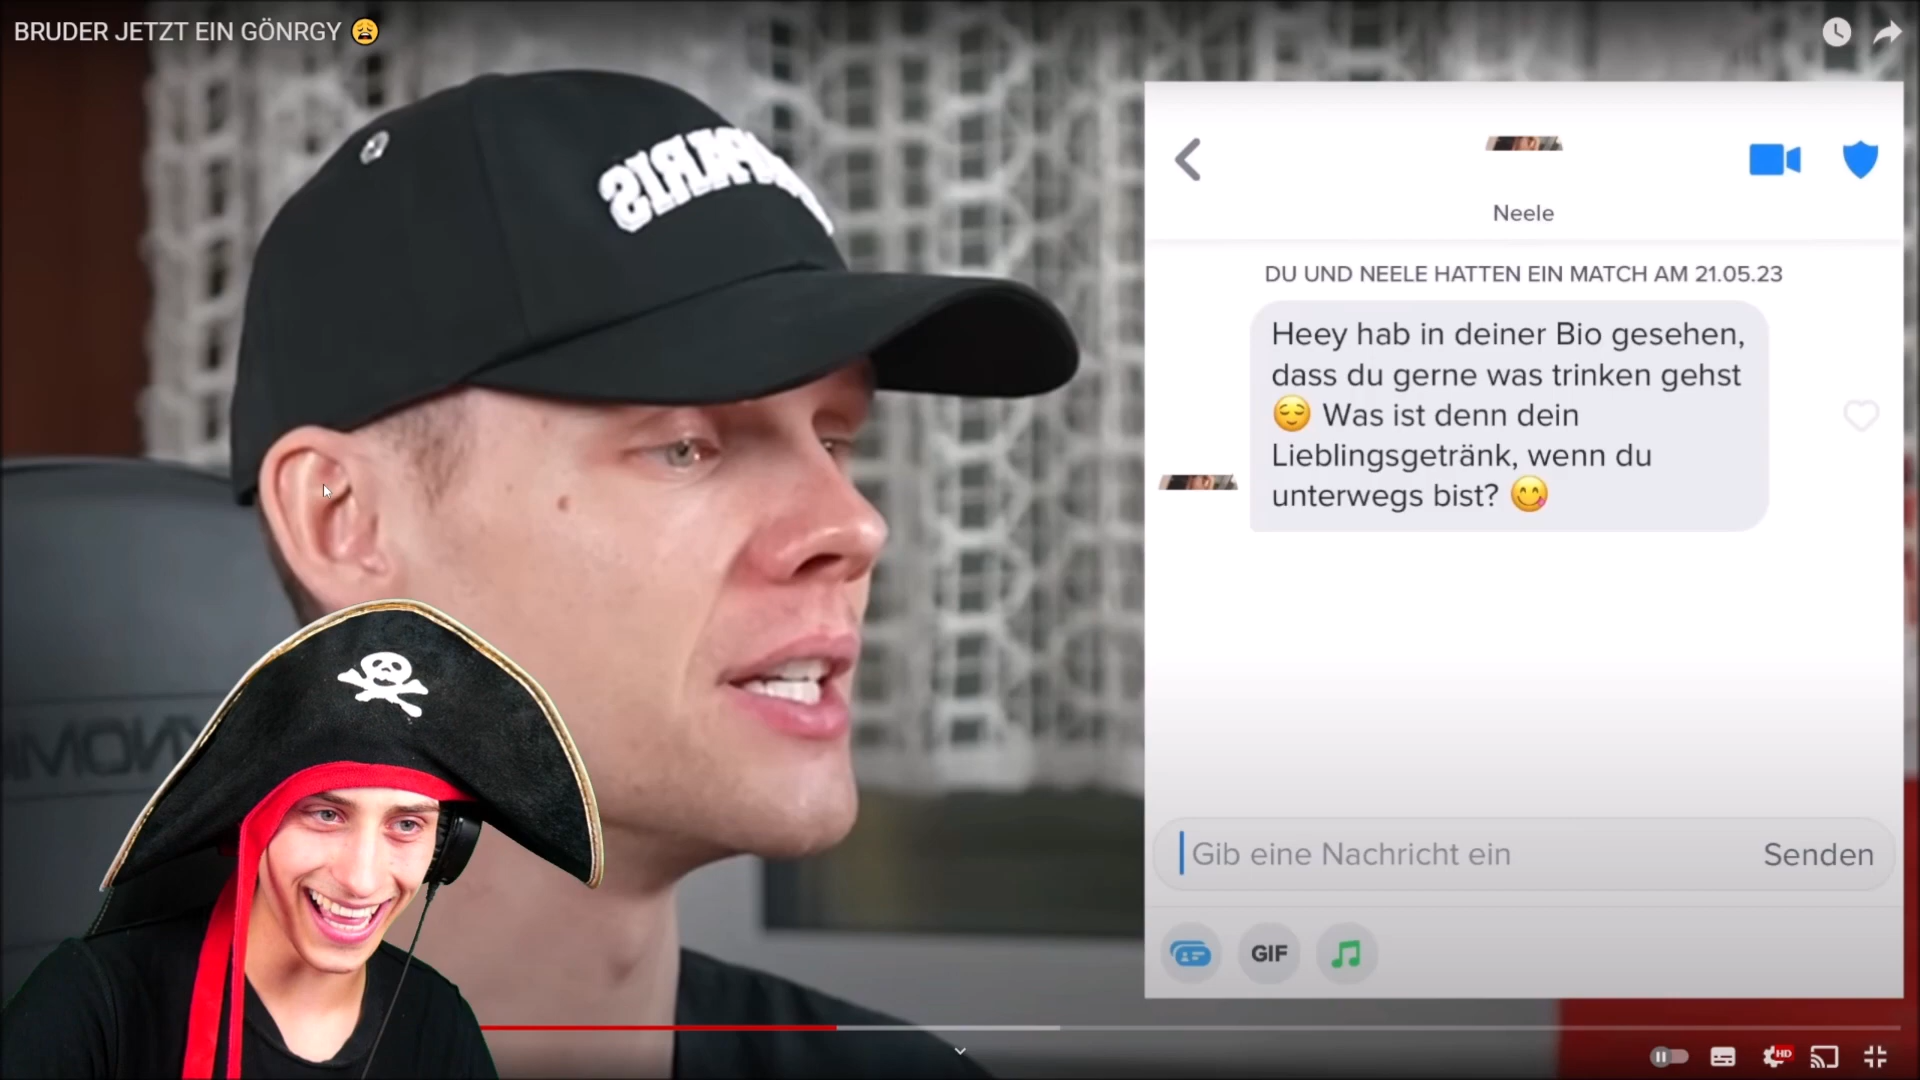 BRUDER JETZT EIN GÖNRGY 😩
PARIS
Neele
DU UND NEELE HATTEN EIN MATCH AM 21.05.23
Heey hab in deiner Bio gesehen,
dass du gerne was trinken gehst
😌 Was ist denn dein
Lieblingsgetränk, wenn du
unterwegs bist? 😋
Gib eine Nachricht ein
Senden
GIF
HD